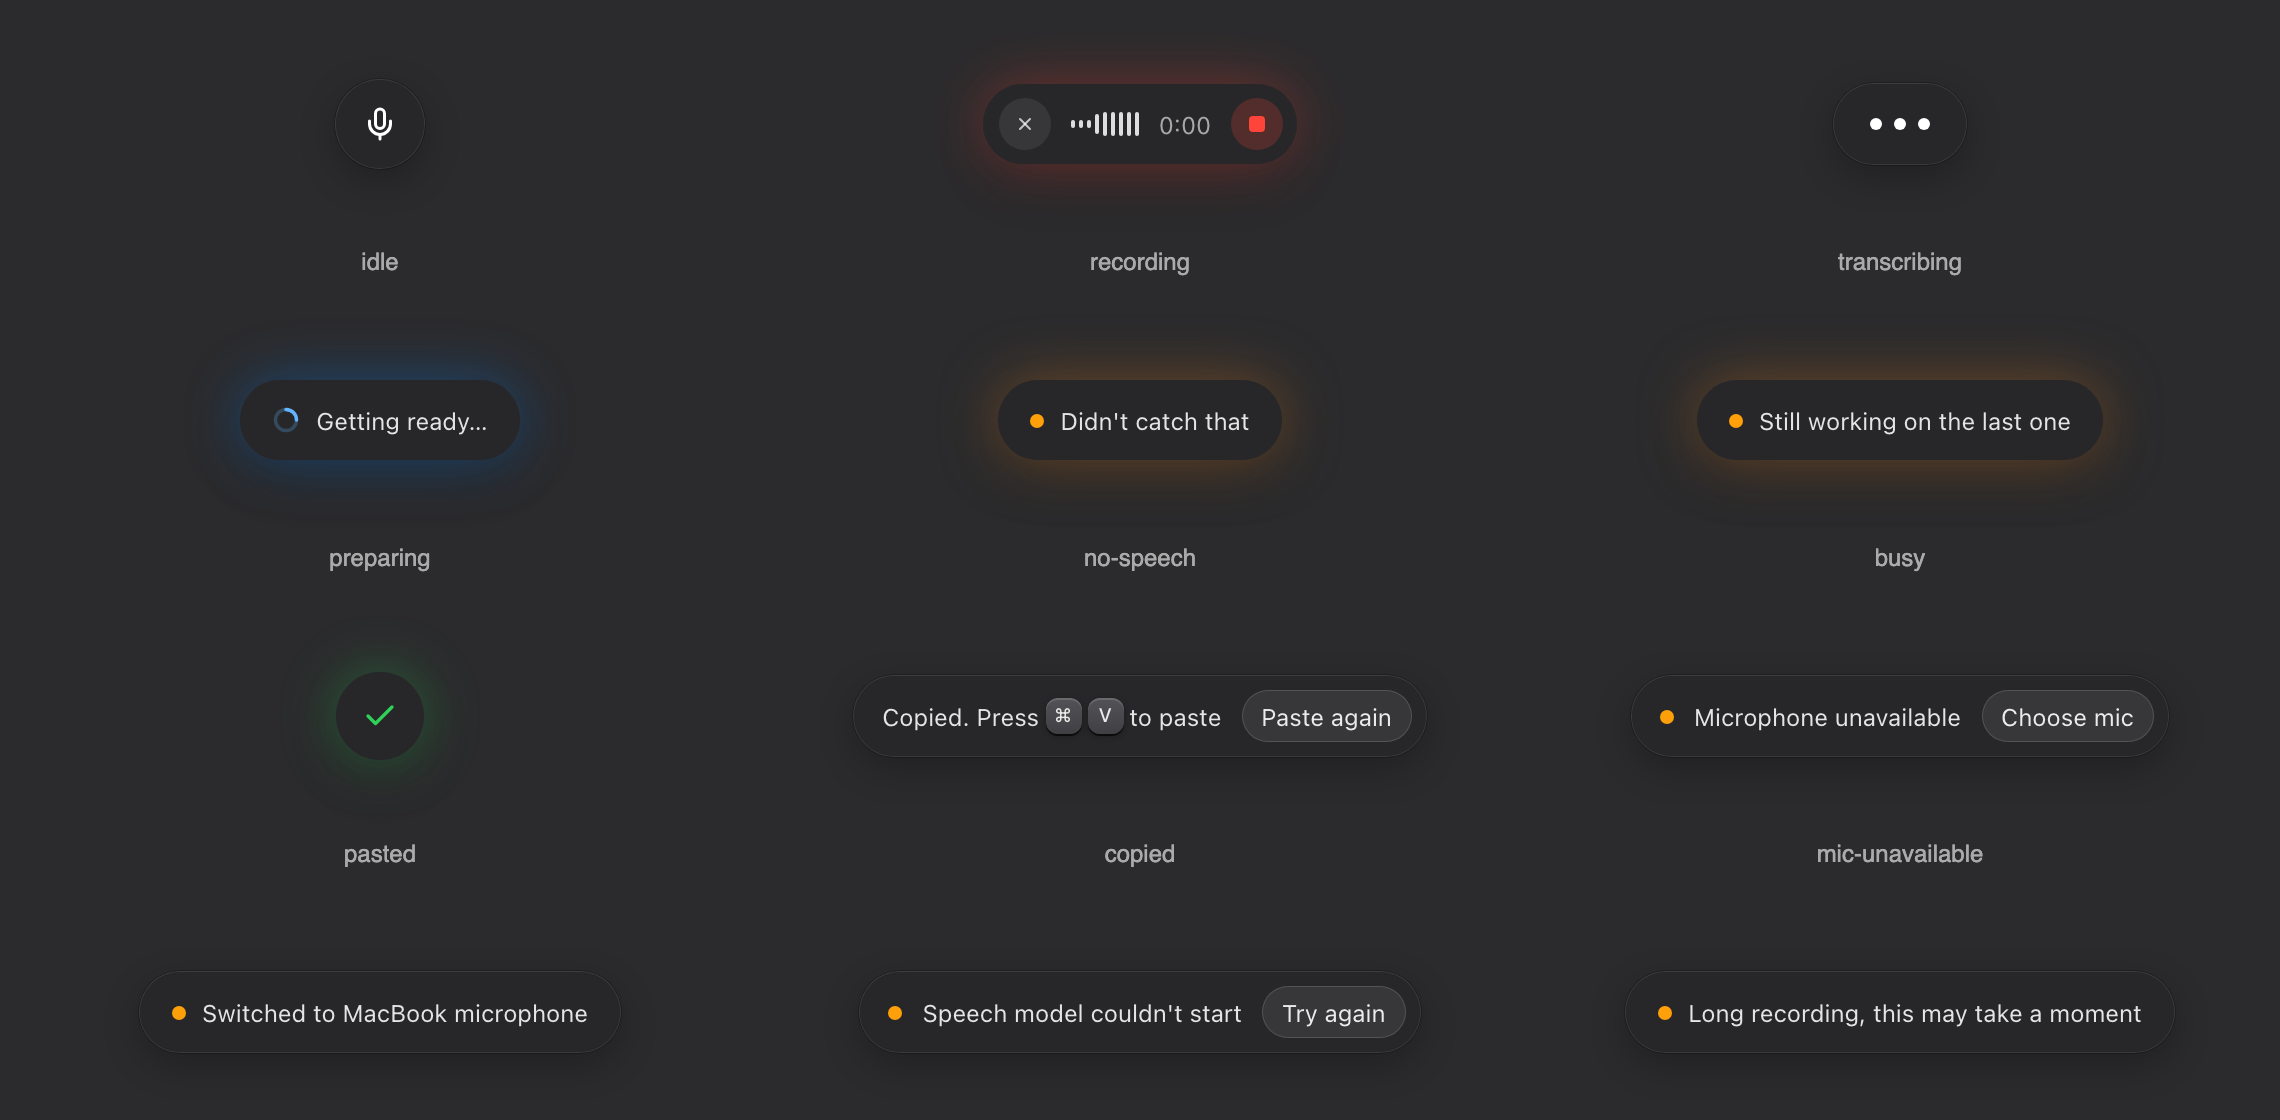 0:00
idle
recording
transcribing
Getting ready...
Didn't catch that
Still working on the last one
preparing
no-speech
busy
Copied. Press ⌘ V to paste
Paste again
Microphone unavailable
Choose mic
pasted
copied
mic-unavailable
Switched to MacBook microphone
Speech model couldn't start
Try again
Long recording, this may take a moment